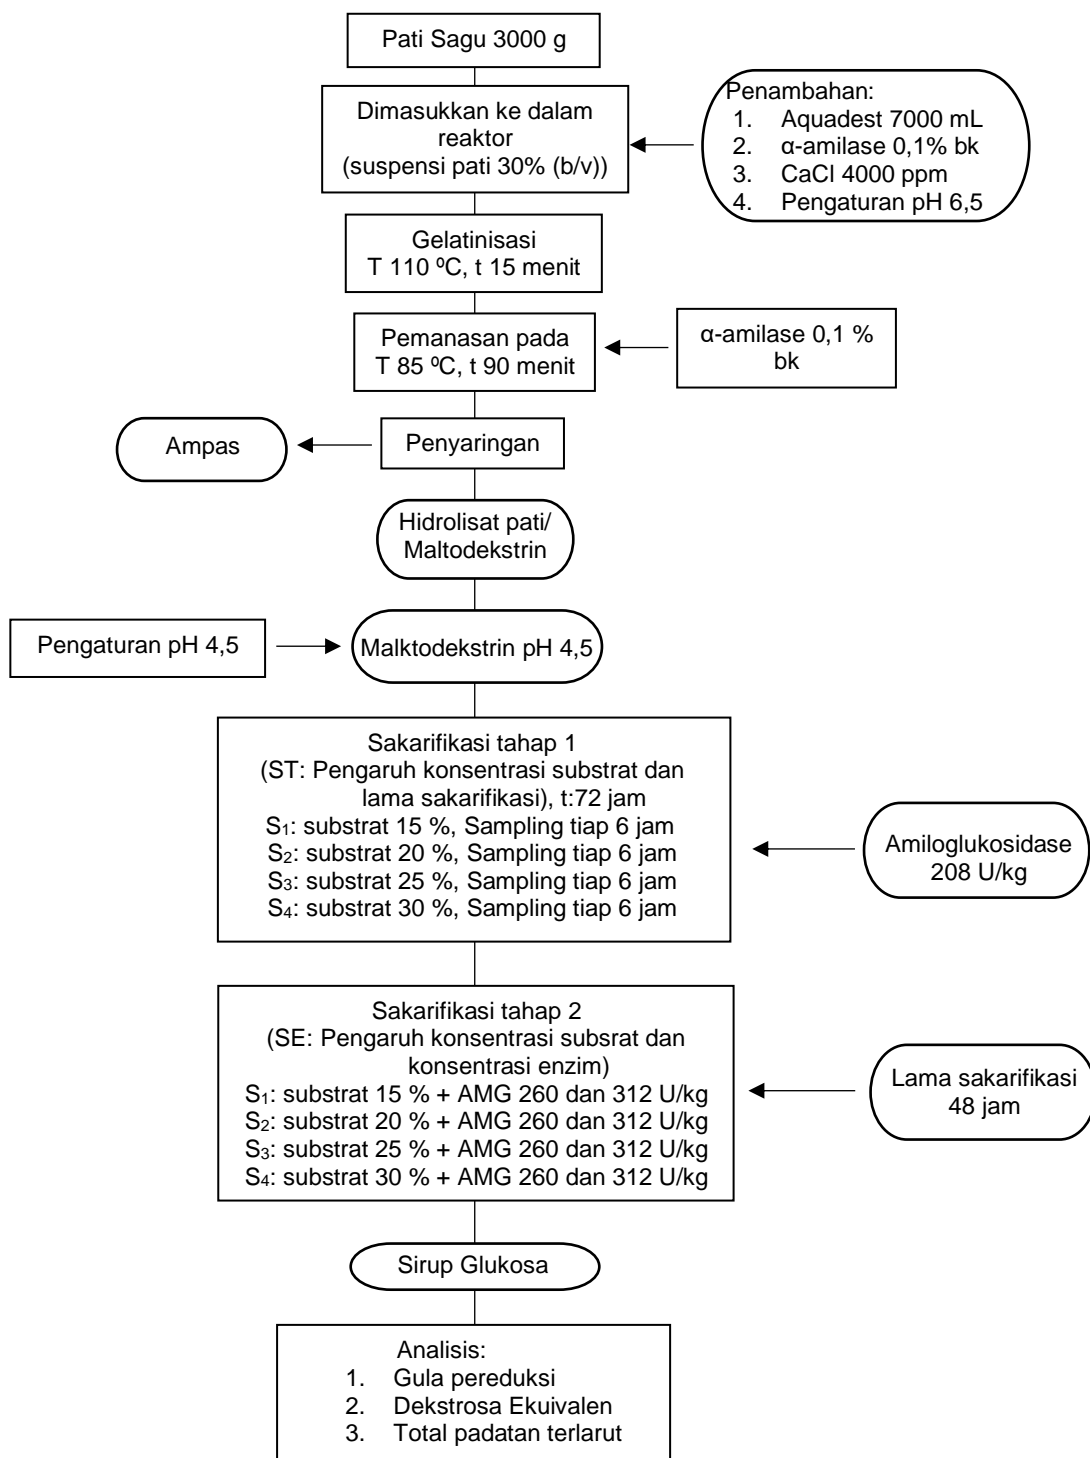 Pati Sagu 3000 g
Dimasukkan ke dalam
reaktor
(suspensi pati 30% (b/v))
Penambahan:
1. Aquadest 7000 mL
2. α-amilase 0,1% bk
3. CaCl 4000 ppm
4. Pengaturan pH 6,5
Gelatinisasi
T 110 ⁰C, t 15 menit
Pemanasan pada
T 85 ⁰C, t 90 menit
α-amilase 0,1 %
bk
Ampas
Penyaringan
Hidrolisat pati/
Maltodekstrin
Pengaturan pH 4,5
Malktodekstrin pH 4,5
Sakarifikasi tahap 1
(ST: Pengaruh konsentrasi substrat dan
lama sakarifikasi), t:72 jam
S₁: substrat 15 %, Sampling tiap 6 jam
S₂: substrat 20 %, Sampling tiap 6 jam
S₃: substrat 25 %, Sampling tiap 6 jam
S₄: substrat 30 %, Sampling tiap 6 jam
Amiloglukosidase
208 U/kg
Sakarifikasi tahap 2
(SE: Pengaruh konsentrasi subsrat dan
konsentrasi enzim)
S₁: substrat 15 % + AMG 260 dan 312 U/kg
S₂: substrat 20 % + AMG 260 dan 312 U/kg
S₃: substrat 25 % + AMG 260 dan 312 U/kg
S₄: substrat 30 % + AMG 260 dan 312 U/kg
Lama sakarifikasi
48 jam
Sirup Glukosa
Analisis:
1. Gula pereduksi
2. Dekstrosa Ekuivalen
3. Total padatan terlarut